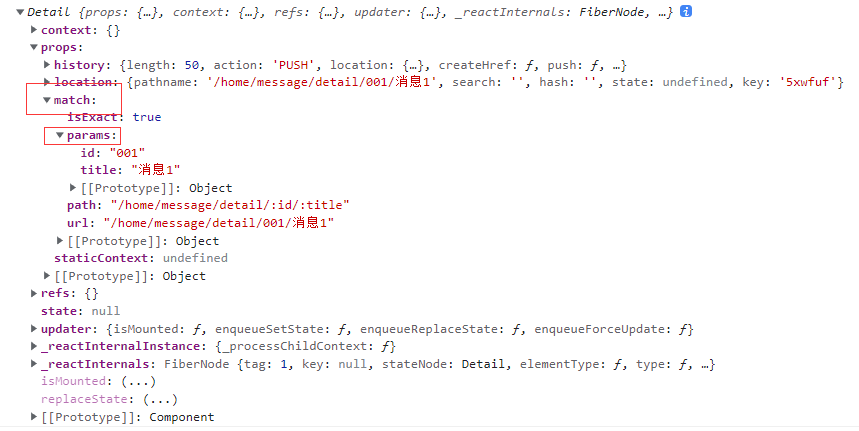 Detail {props: {…}, context: {…}, refs: {…}, updater: {…}, _reactInternals: FiberNode, …} i
context: {}
props:
history: {length: 50, action: 'PUSH', location: {…}, createHref: ƒ, push: ƒ, …}
location: {pathname: '/home/message/detail/001/消息1', search: '', hash: '', state: undefined, key: '5xwfuf'}
match:
isExact: true
params:
id: "001"
title: "消息1"
[[Prototype]]: Object
path: "/home/message/detail/:id/:title"
url: "/home/message/detail/001/消息1"
[[Prototype]]: Object
staticContext: undefined
[[Prototype]]: Object
refs: {}
state: null
updater: {isMounted: ƒ, enqueueSetState: ƒ, enqueueReplaceState: ƒ, enqueueForceUpdate: ƒ}
_reactInternalInstance: {_processChildContext: ƒ}
_reactInternals: FiberNode {tag: 1, key: null, stateNode: Detail, elementType: ƒ, type: ƒ, …}
isMounted: (...)
replaceState: (...)
[[Prototype]]: Component